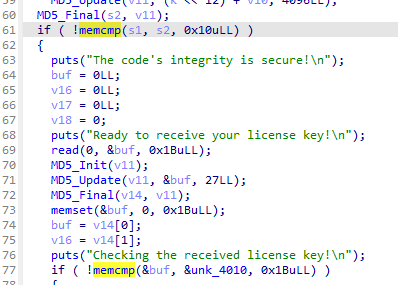 59 MD5_Update(v11, (k << 12) + v10, 4096LL);
60 MD5_Final(s2, v11);
61 if ( !memcmp(s1, s2, 0x10uLL) )
62 {
63 puts("The code's integrity is secure!\n");
64 buf = 0LL;
65 v16 = 0LL;
66 v17 = 0LL;
67 v18 = 0;
68 puts("Ready to receive your license key!\n");
69 read(0, &buf, 0x1BuLL);
70 MD5_Init(v11);
71 MD5_Update(v11, &buf, 27LL);
72 MD5_Final(v14, v11);
73 memset(&buf, 0, 0x1BuLL);
74 buf = v14[0];
75 v16 = v14[1];
76 puts("Checking the received license key!\n");
77 if ( !memcmp(&buf, &unk_4010, 0x1BuLL) )
78 {